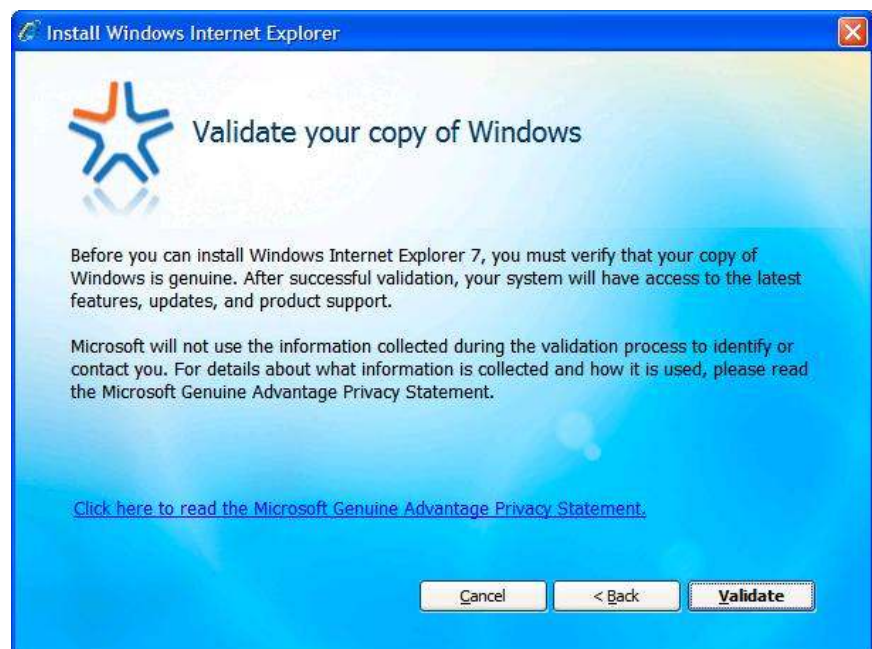 Install Windows Internet Explorer
Validate your copy of Windows
Before you can install Windows Internet Explorer 7, you must verify that your copy of
Windows is genuine. After successful validation, your system will have access to the latest
features, updates, and product support.
Microsoft will not use the information collected during the validation process to identify or
contact you. For details about what information is collected and how it is used, please read
the Microsoft Genuine Advantage Privacy Statement.
Click here to read the Microsoft Genuine Advantage Privacy Statement.
Cancel
< Back
Validate